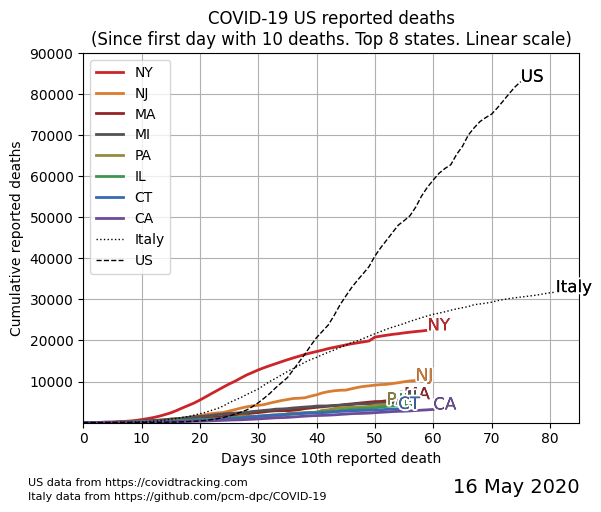 COVID-19 US reported deaths
(Since first day with 10 deaths. Top 8 states. Linear scale)
90000
80000
70000
60000
50000
40000
30000
20000
10000
Cumulative reported deaths
NY
NJ
MA
MI
PA
IL
CT
CA
Italy
US
US
Italy
NY
NJ
MA
CT
CA
0 10 20 30 40 50 60 70 80
Days since 10th reported death
US data from https://covidtracking.com
Italy data from https://github.com/pcm-dpc/COVID-19
16 May 2020